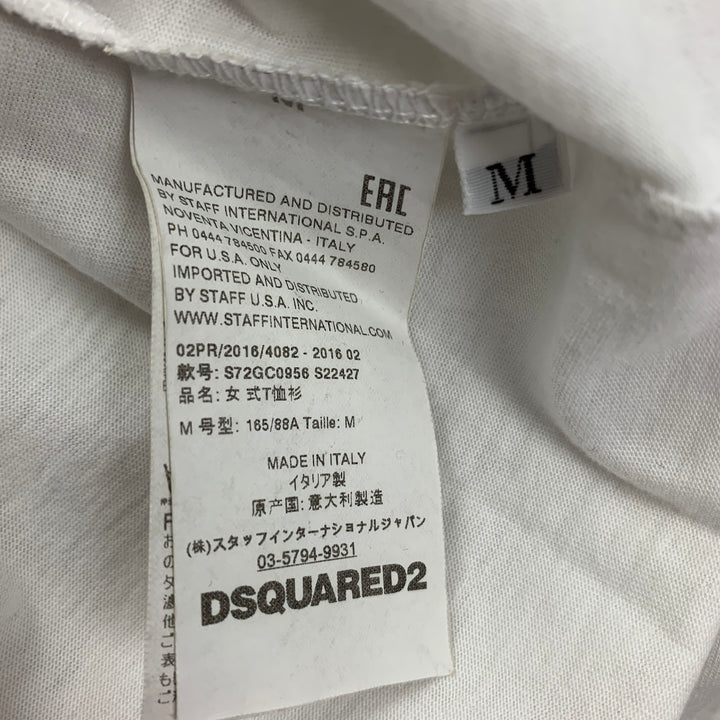 EAC
MANUFACTURED AND DISTRIBUTED
BY STAFF INTERNATIONAL S.P.A.
NOVENTA VICENTINA - ITALY
PH 0444 784500 FAX 0444 784580
FOR U.S.A. ONLY
IMPORTED AND DISTRIBUTED
BY STAFF U.S.A. INC.
WWW.STAFFINTERNATIONAL.COM
02PR/2016/4082 - 2016 02
款号: S72GC0956 S22427
品名: 女式T恤衫
M 号型: 165/88A Taille: M
MADE IN ITALY
イタリア製
原产国: 意大利製造
(株)スタッフインターナショナルジャパン
03-5794-9931
DSQUARED2
M